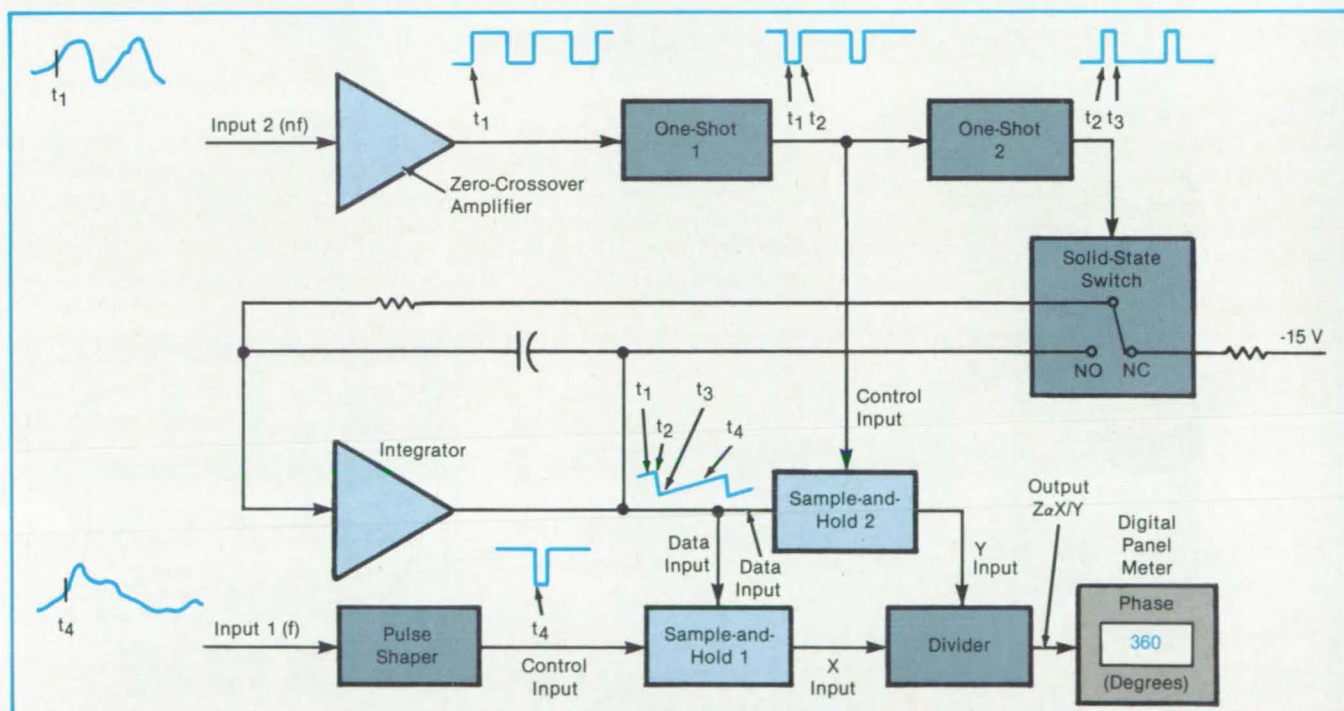 t1
Input 2 (nf)
Zero-Crossover
Amplifier
t1
One-Shot
1
t1 t2
One-Shot
2
t2 t3
Solid-State
Switch
NO
NC
-15 V
Control
Input
Integrator
t1
t2
t3
t4
Data
Input
Data
Input
Sample-and-
Hold 2
Y
Input
Output
ZαX/Y
Digital
Panel
Meter
Phase
360
(Degrees)
t4
Input 1 (f)
Pulse
Shaper
t4
Control
Input
Sample-and-
Hold 1
X
Input
Divider